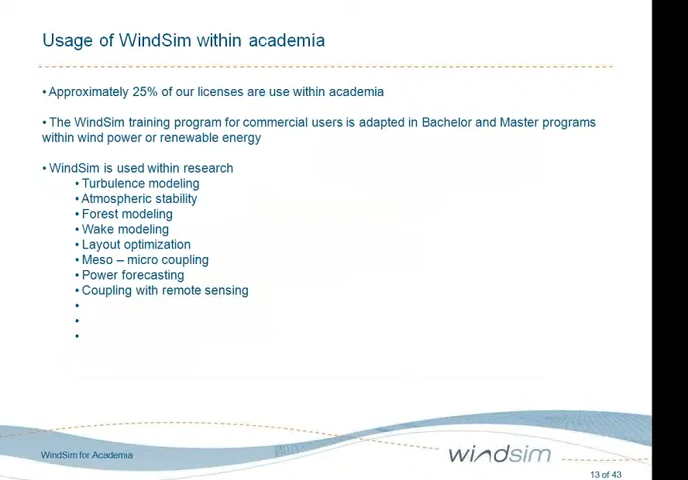 Usage of WindSim within academia
• Approximately 25% of our licenses are use within academia
• The WindSim training program for commercial users is adapted in Bachelor and Master programs
within wind power or renewable energy
• WindSim is used within research
• Turbulence modeling
• Atmospheric stability
• Forest modeling
• Wake modeling
• Layout optimization
• Meso – micro coupling
• Power forecasting
• Coupling with remote sensing
•
•
•
WindSim for Academia
windsim
13 of 43